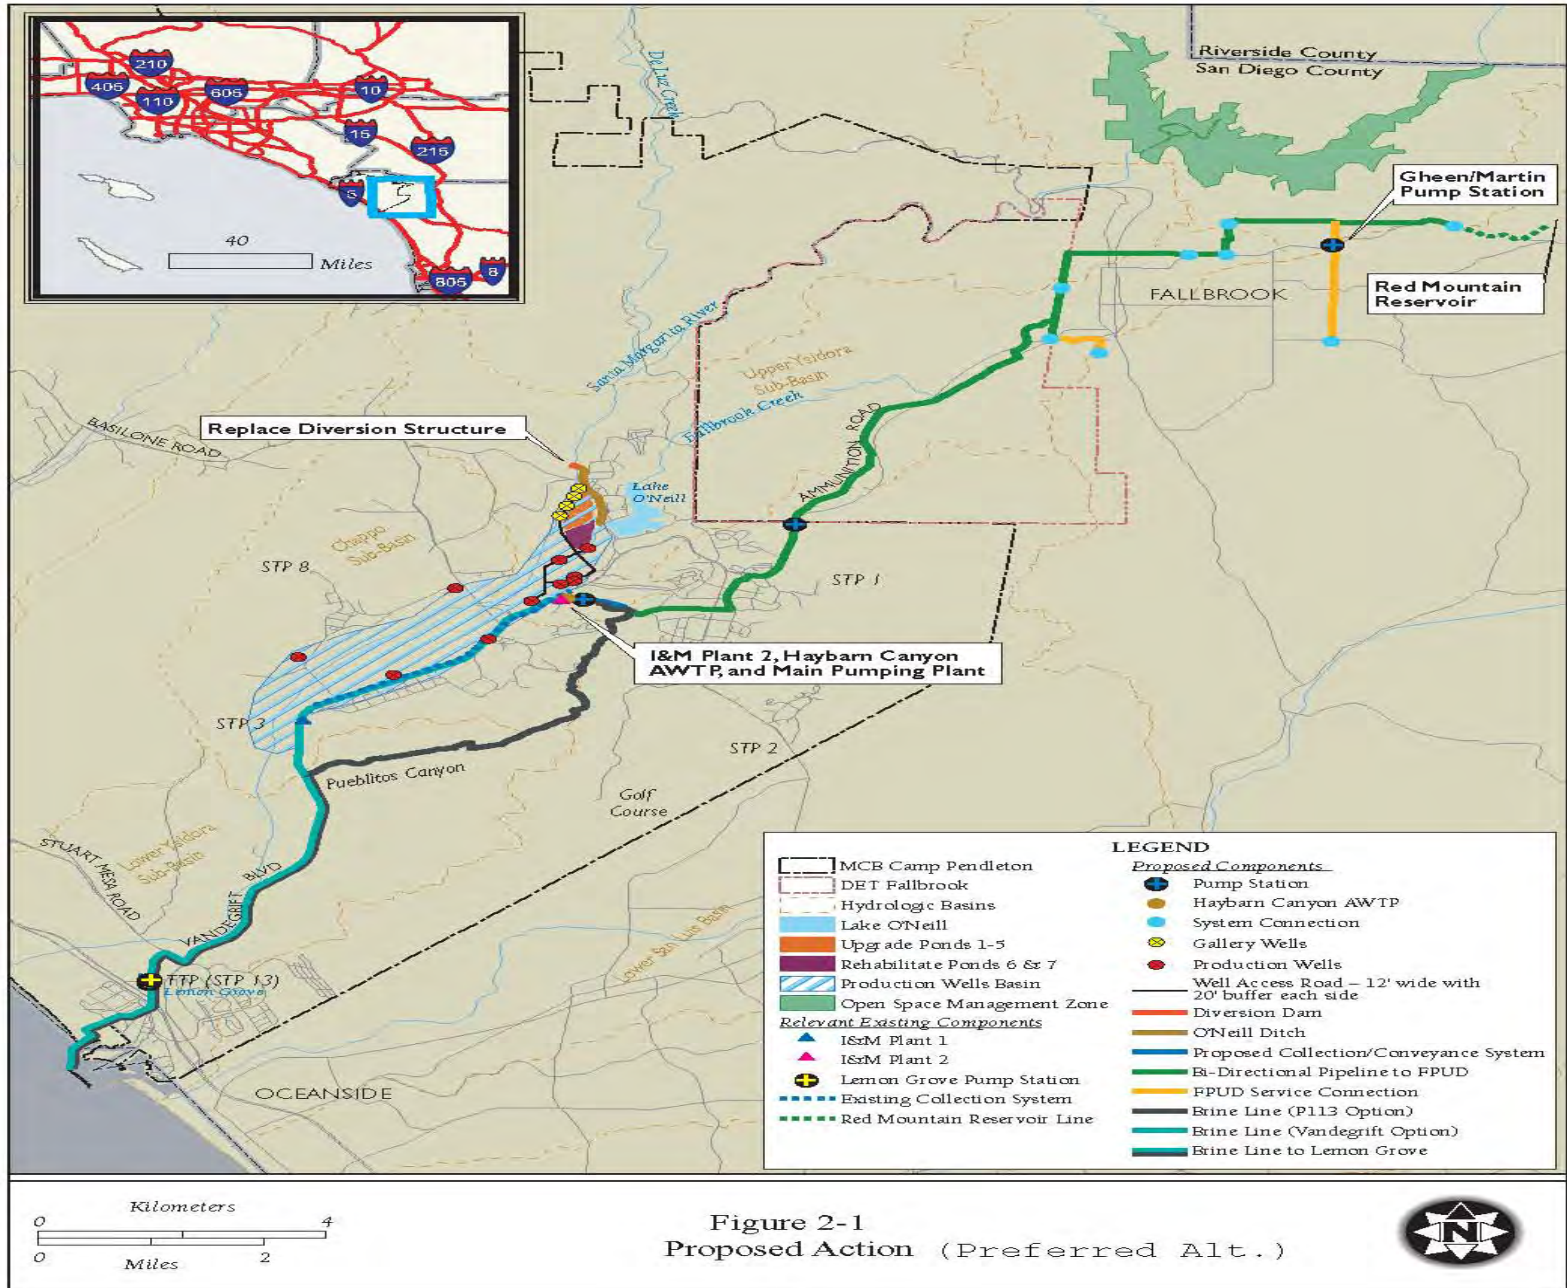 210
405
110
605
10
15
215
5
805
8
40
Miles
De Luz Creek
Riverside County
San Diego County
Gheen/Martin
Pump Station
Red Mountain
Reservoir
FALLBROOK
Santa Margarita River
Upper Ysidora
Sub-Basin
Fallbrook Creek
AMMUNITION ROAD
BASILONE ROAD
Replace Diversion Structure
Lake
O'Neill
Chappo
Sub-Basin
STP 8
STP 1
I&M Plant 2, Haybarn Canyon
AWTP, and Main Pumping Plant
STP 3
STP 2
Pueblitos Canyon
Golf
Course
Lower Ysidora
Sub-Basin
STUART MESA ROAD
VANDEGRIFT BLVD
TTP (STP 13)
Lemon Grove
Lower San Luis Basin
OCEANSIDE
LEGEND
MCB Camp Pendleton
DET Fallbrook
Hydrologic Basins
Lake O'Neill
Upgrade Ponds 1-5
Rehabilitate Ponds 6 & 7
Production Wells Basin
Open Space Management Zone
Relevant Existing Components
I&M Plant 1
I&M Plant 2
Lemon Grove Pump Station
Existing Collection System
Red Mountain Reservoir Line
Proposed Components
Pump Station
Haybarn Canyon AWTP
System Connection
Gallery Wells
Production Wells
Well Access Road – 12' wide with
20' buffer each side
Diversion Dam
O'Neill Ditch
Proposed Collection/Conveyance System
Bi-Directional Pipeline to FPUD
FPUD Service Connection
Brine Line (P113 Option)
Brine Line (Vandegrift Option)
Brine Line to Lemon Grove
Kilometers
0 4
0 2
Miles
Figure 2-1
Proposed Action (Preferred Alt.)
N